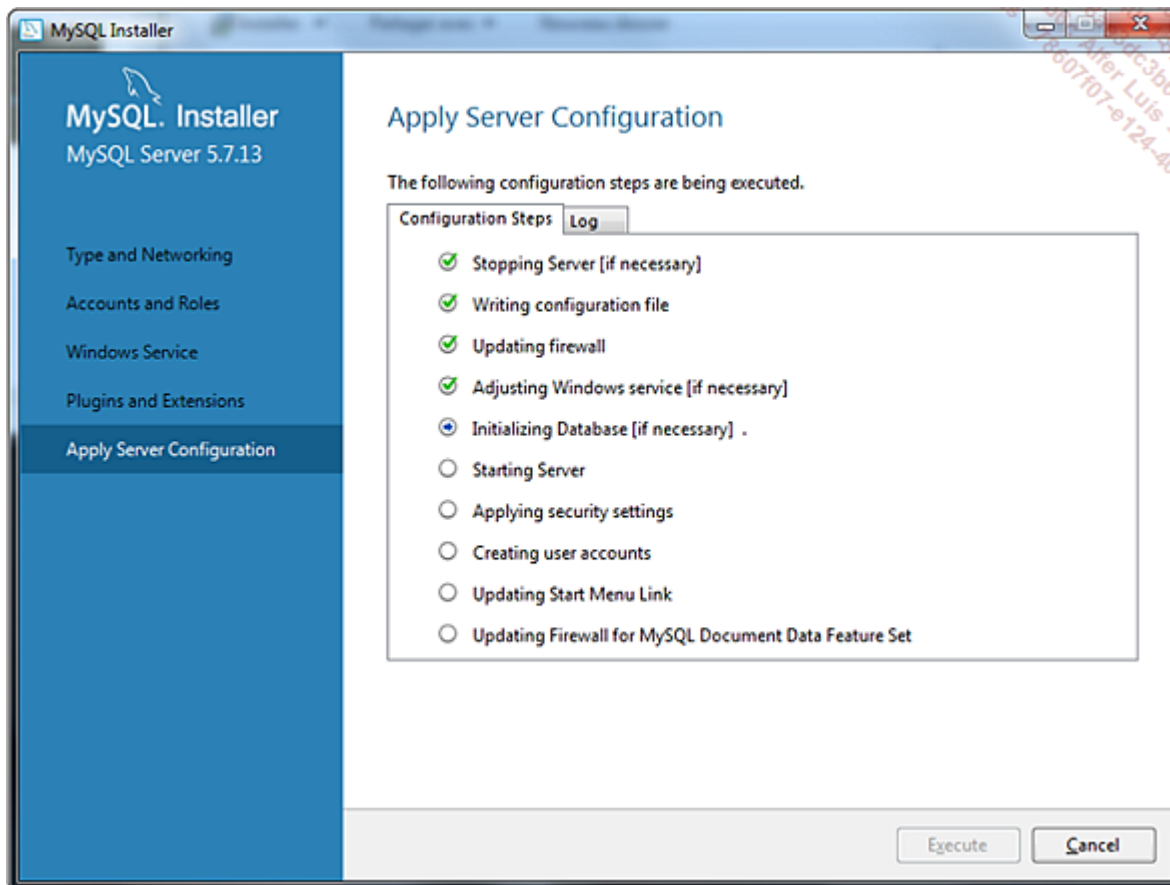 MySQL Installer
MySQL. Installer
MySQL Server 5.7.13
Type and Networking
Accounts and Roles
Windows Service
Plugins and Extensions
Apply Server Configuration
Apply Server Configuration
The following configuration steps are being executed.
Configuration Steps
Log
Stopping Server [if necessary]
Writing configuration file
Updating firewall
Adjusting Windows service [if necessary]
Initializing Database [if necessary] .
Starting Server
Applying security settings
Creating user accounts
Updating Start Menu Link
Updating Firewall for MySQL Document Data Feature Set
Execute
Cancel
Alfer Luis